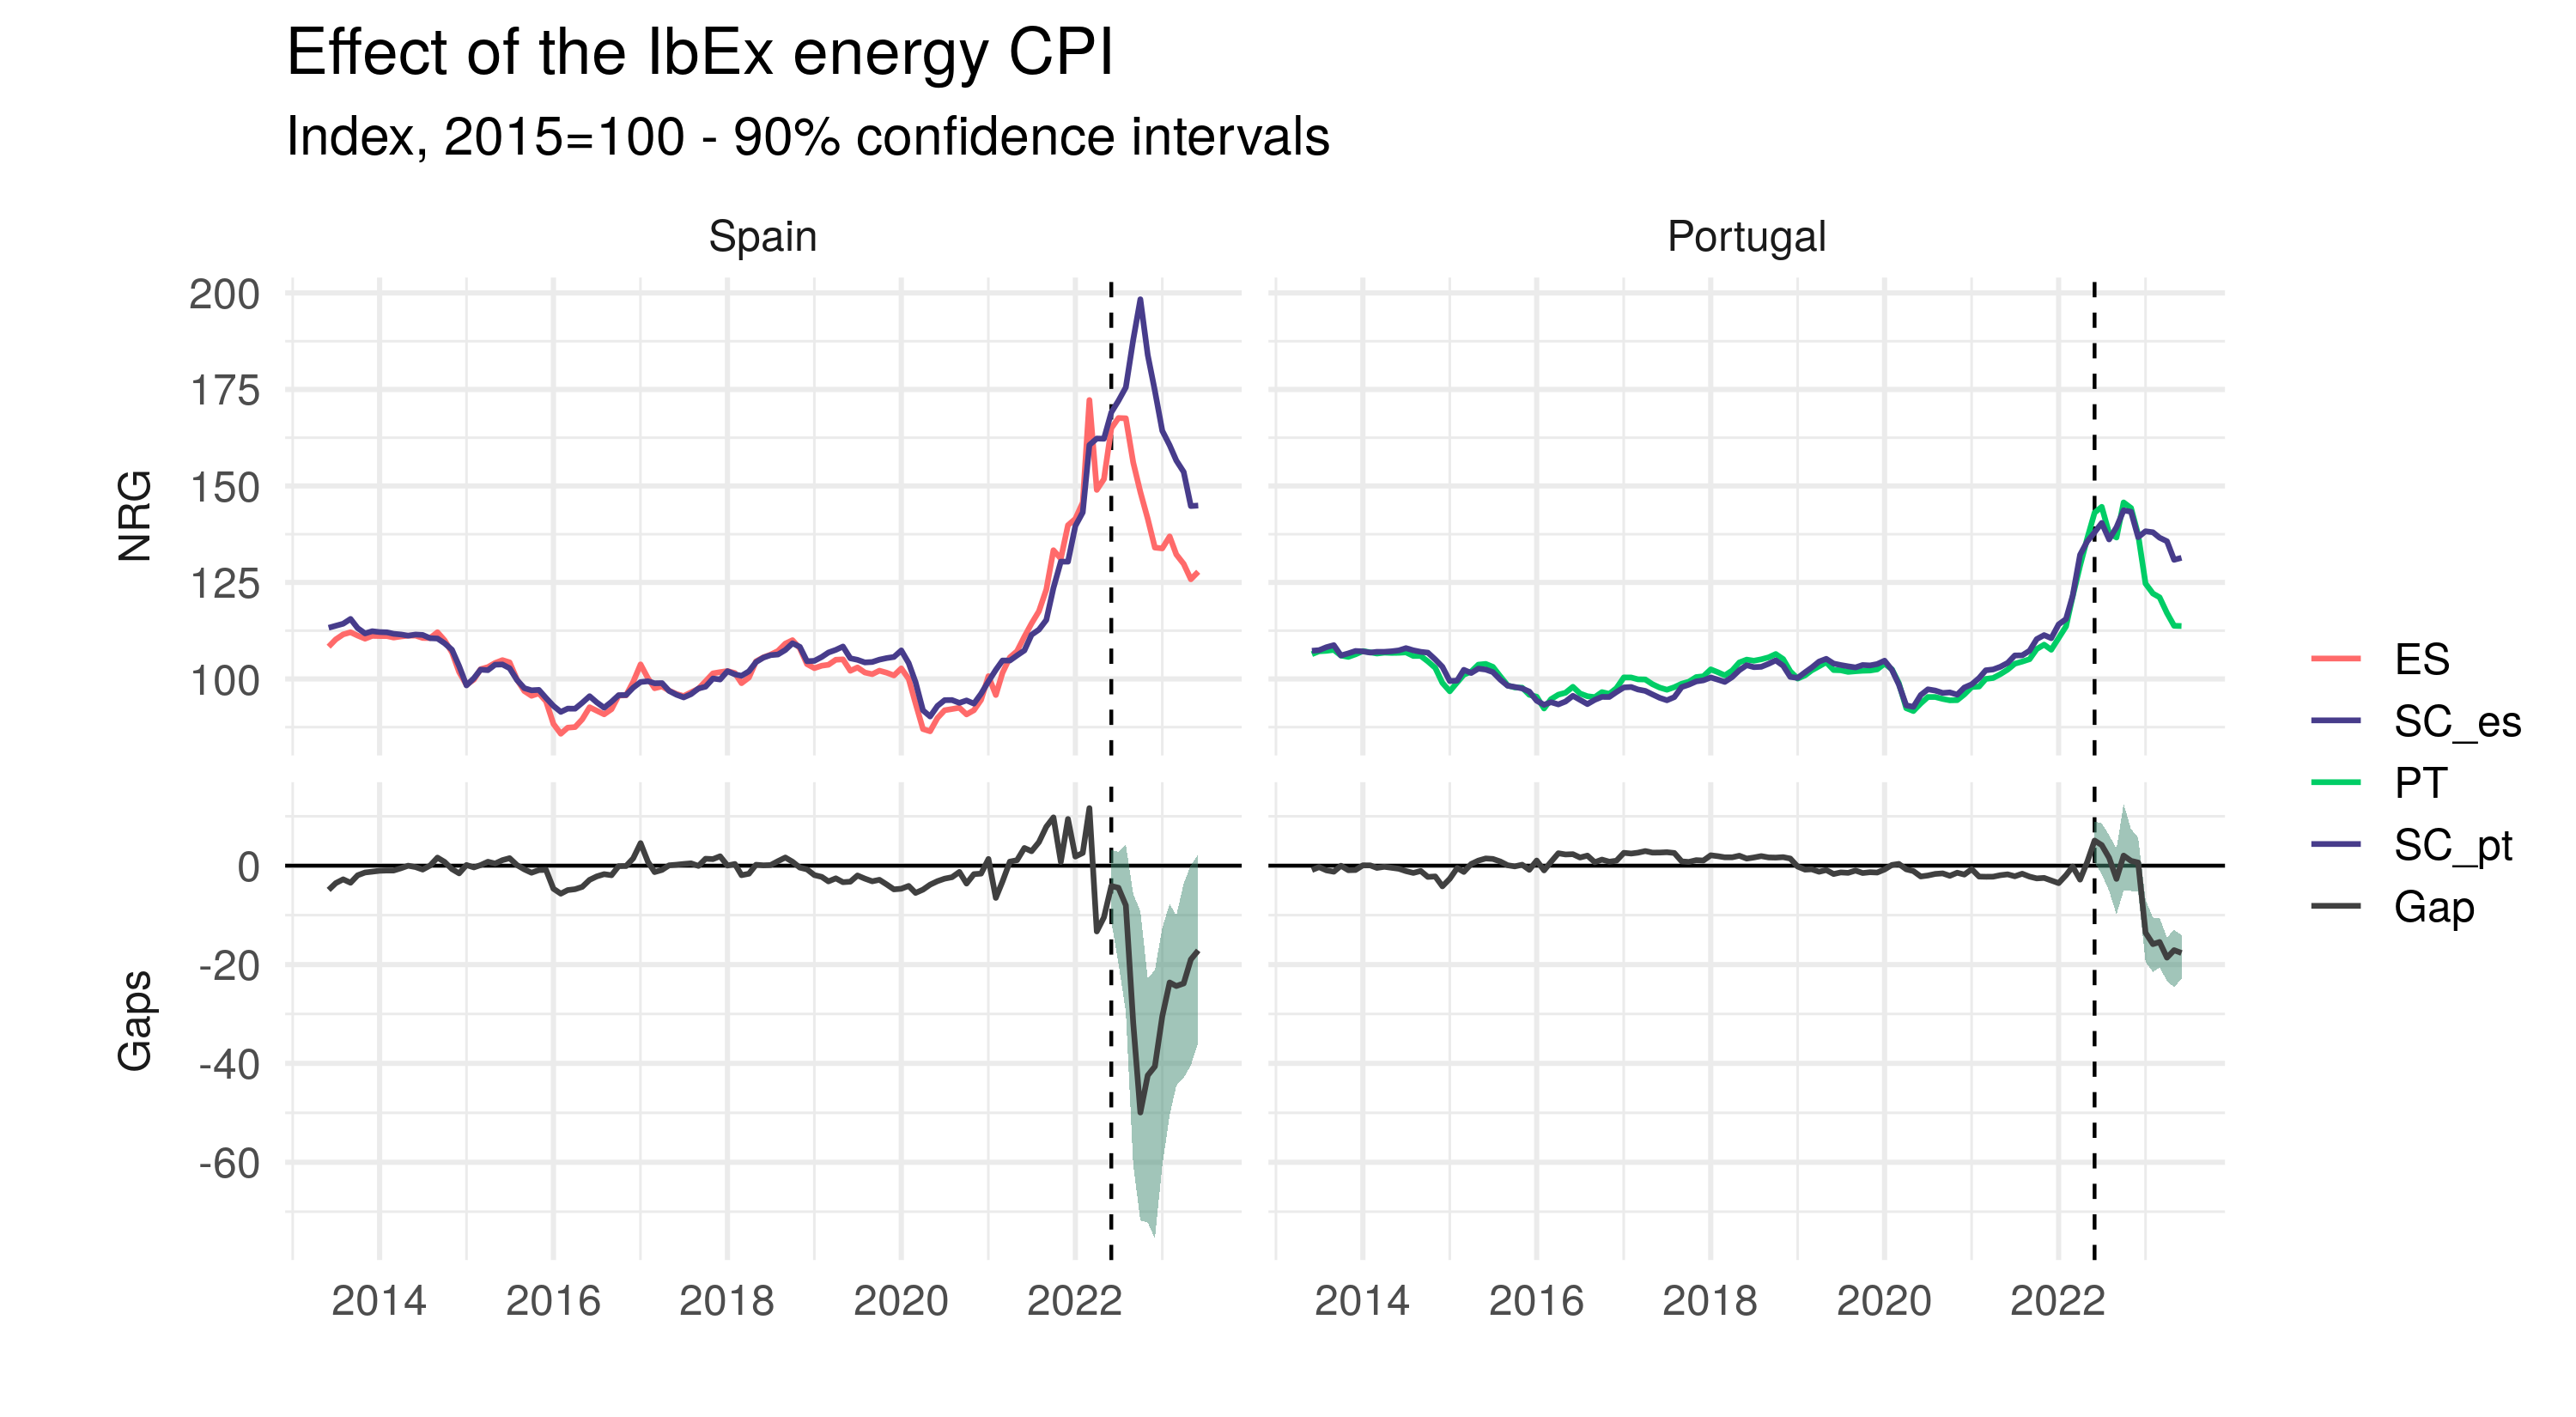 Effect of the IbEx energy CPI
Index, 2015=100 - 90% confidence intervals
Spain
Portugal
NRG
200
175
150
125
100
Gaps
0
-20
-40
-60
2014 2016 2018 2020 2022
2014 2016 2018 2020 2022
ES
SC_es
PT
SC_pt
Gap